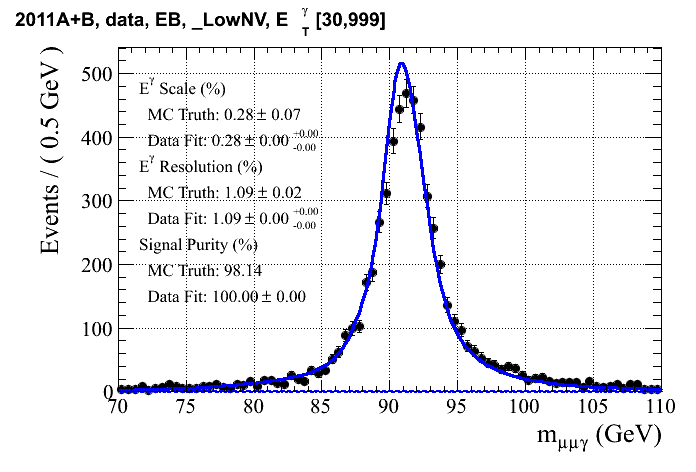 2011A+B, data, EB, _LowNV, E_T^γ [30,999]
Events / ( 0.5 GeV )
500
400
300
200
100
0
E^γ Scale (%)
MC Truth: 0.28 ± 0.07
Data Fit: 0.28 ± 0.00 +0.00 -0.00
E^γ Resolution (%)
MC Truth: 1.09 ± 0.02
Data Fit: 1.09 ± 0.00 +0.00 -0.00
Signal Purity (%)
MC Truth: 98.14
Data Fit: 100.00 ± 0.00
70 75 80 85 90 95 100 105 110
m_μμγ (GeV)